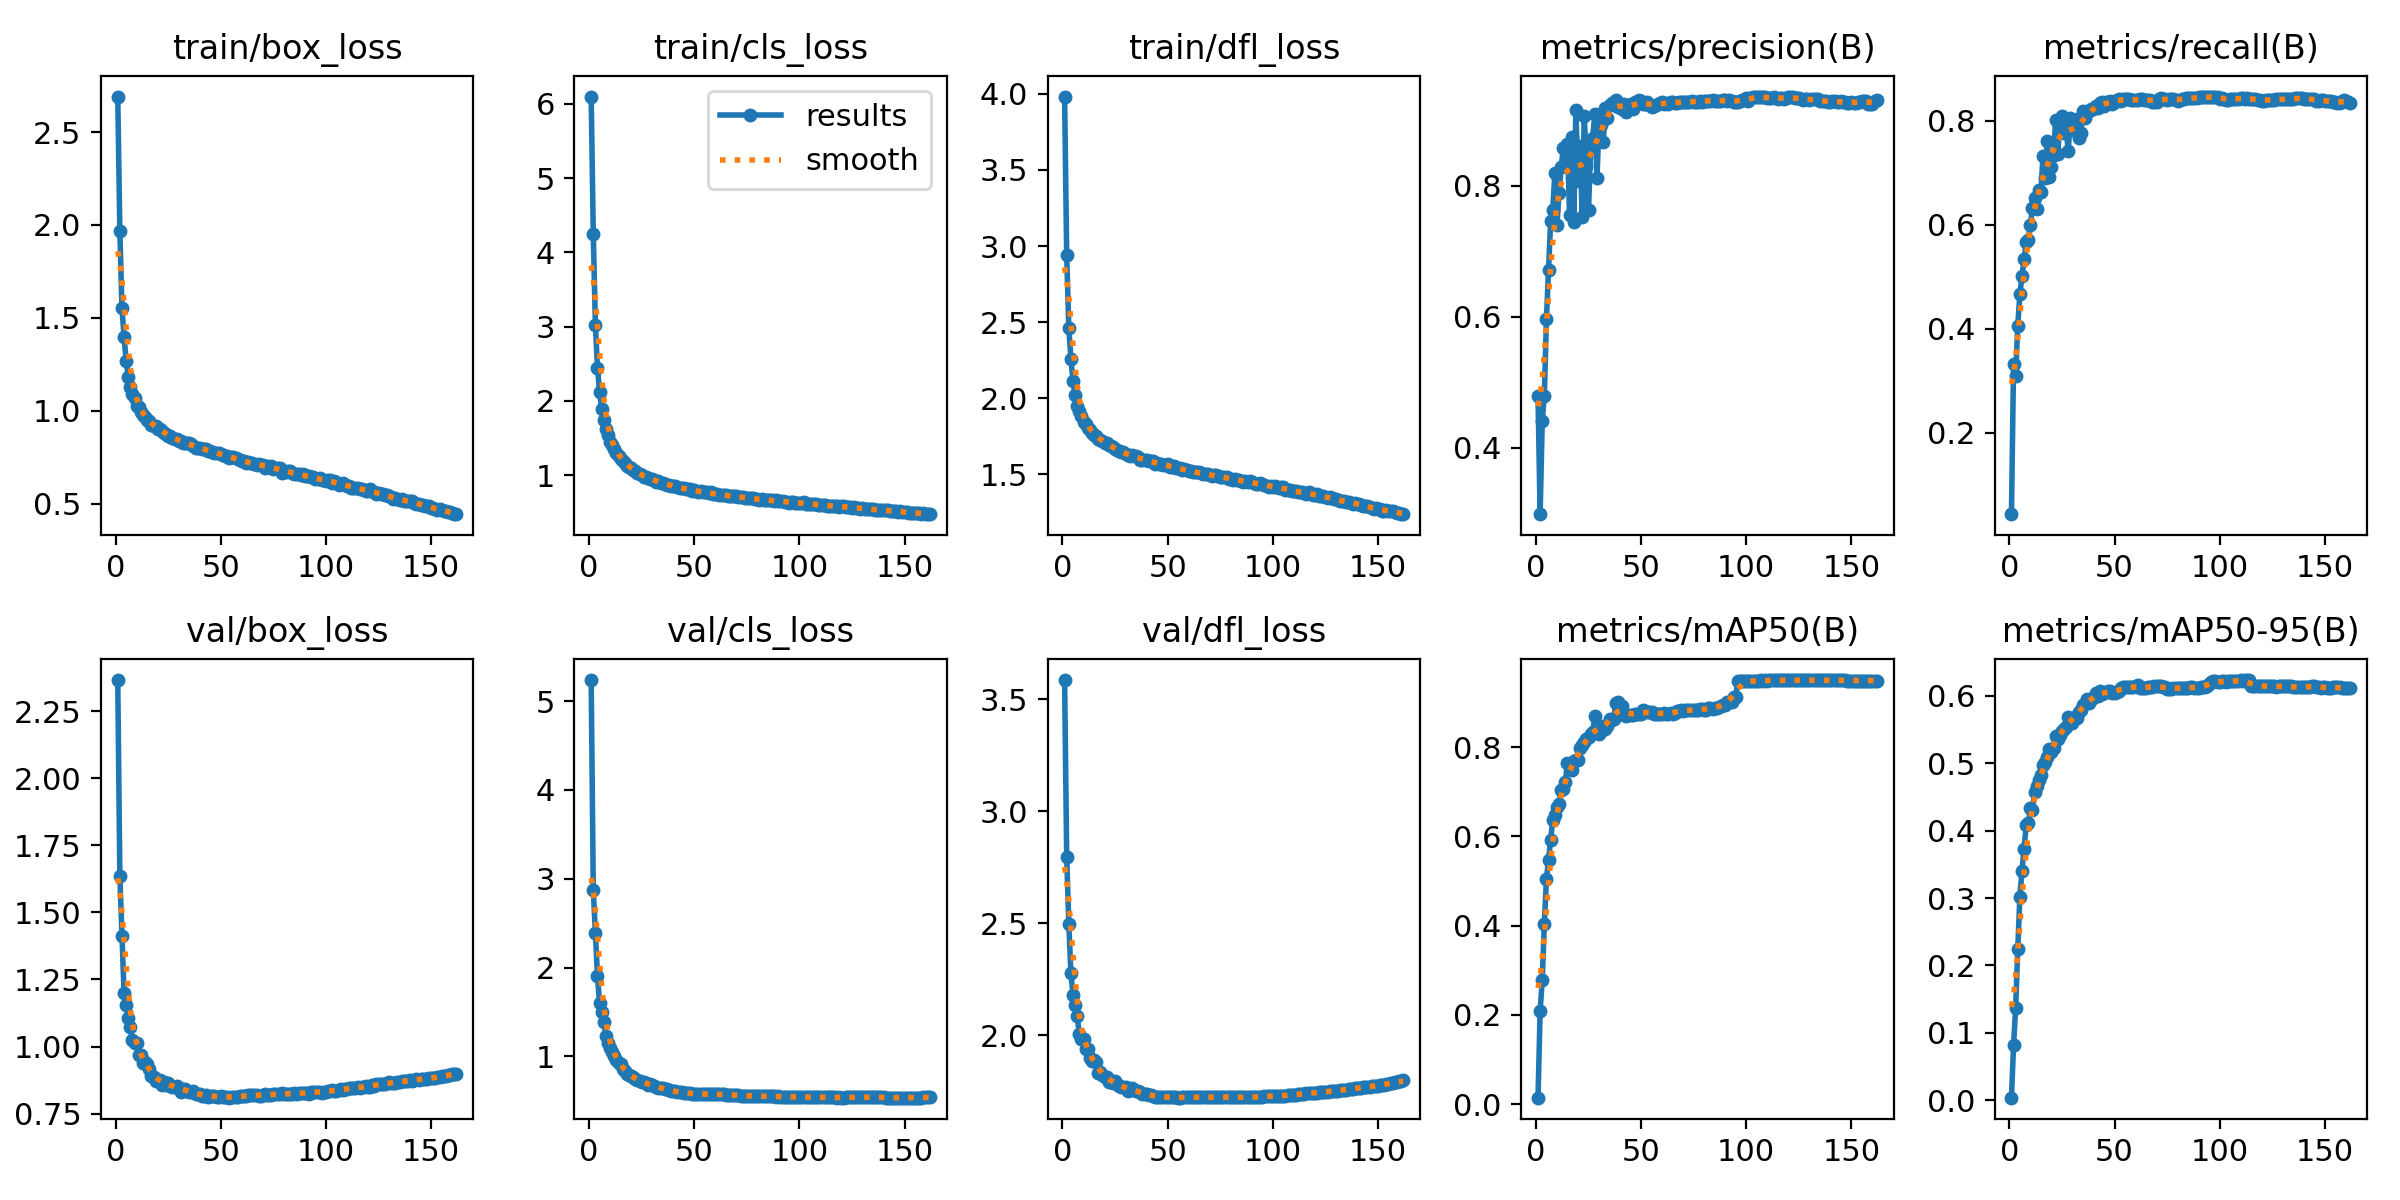 train/box_loss
2.5
2.0
1.5
1.0
0.5
0 50 100 150
train/cls_loss
results
smooth
6
5
4
3
2
1
0 50 100 150
train/dfl_loss
4.0
3.5
3.0
2.5
2.0
1.5
0 50 100 150
metrics/precision(B)
0.8
0.6
0.4
0 50 100 150
metrics/recall(B)
0.8
0.6
0.4
0.2
0 50 100 150
val/box_loss
2.25
2.00
1.75
1.50
1.25
1.00
0.75
0 50 100 150
val/cls_loss
5
4
3
2
1
0 50 100 150
val/dfl_loss
3.5
3.0
2.5
2.0
0 50 100 150
metrics/mAP50(B)
0.8
0.6
0.4
0.2
0.0
0 50 100 150
metrics/mAP50-95(B)
0.6
0.5
0.4
0.3
0.2
0.1
0.0
0 50 100 150